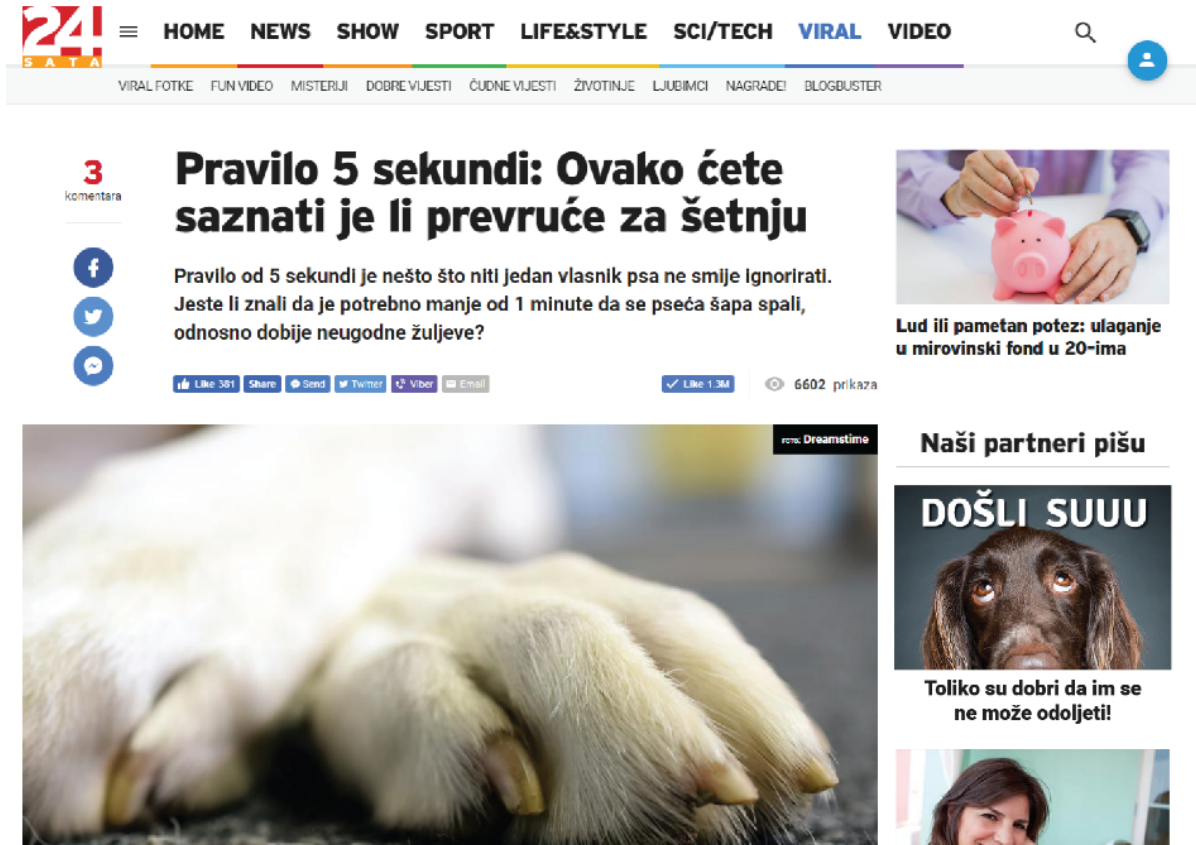 24
SATA
HOME NEWS SHOW SPORT LIFE&STYLE SCI/TECH VIRAL VIDEO
VIRAL FOTKE FUN VIDEO MISTERIJI DOBRE VIJESTI ČUDNE VIJESTI ŽIVOTINJE LJUBIMCI NAGRADE! BLOGBUSTER
3
komentara
Pravilo 5 sekundi: Ovako ćete
saznati je li prevruće za šetnju
Pravilo od 5 sekundi je nešto što niti jedan vlasnik psa ne smije ignorirati.
Jeste li znali da je potrebno manje od 1 minute da se pseća šapa spali,
odnosno dobije neugodne žuljeve?
Like 381 Share Send Twitter Viber Email
Like 1.3M 6602 prikaza
FOTO: Dreamstime
Lud ili pametan potez: ulaganje
u mirovinski fond u 20-ima
Naši partneri pišu
DOŠLI SUUU
Toliko su dobri da im se
ne može odoljeti!